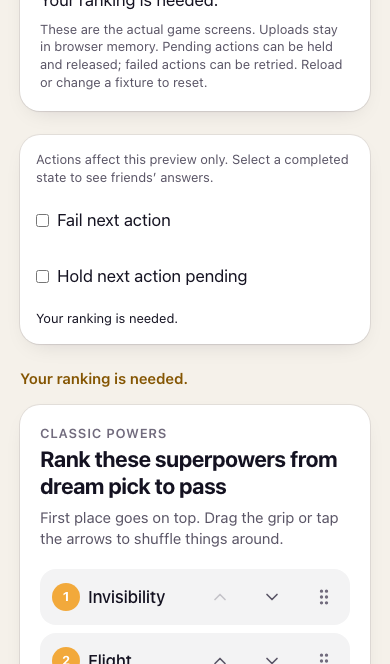 Your ranking is needed.
These are the actual game screens. Uploads stay
in browser memory. Pending actions can be held
and released; failed actions can be retried. Reload
or change a fixture to reset.
Actions affect this preview only. Select a completed
state to see friends’ answers.
Fail next action
Hold next action pending
Your ranking is needed.
Your ranking is needed.
CLASSIC POWERS
Rank these superpowers from
dream pick to pass
First place goes on top. Drag the grip or tap
the arrows to shuffle things around.
1 Invisibility
2 Flight